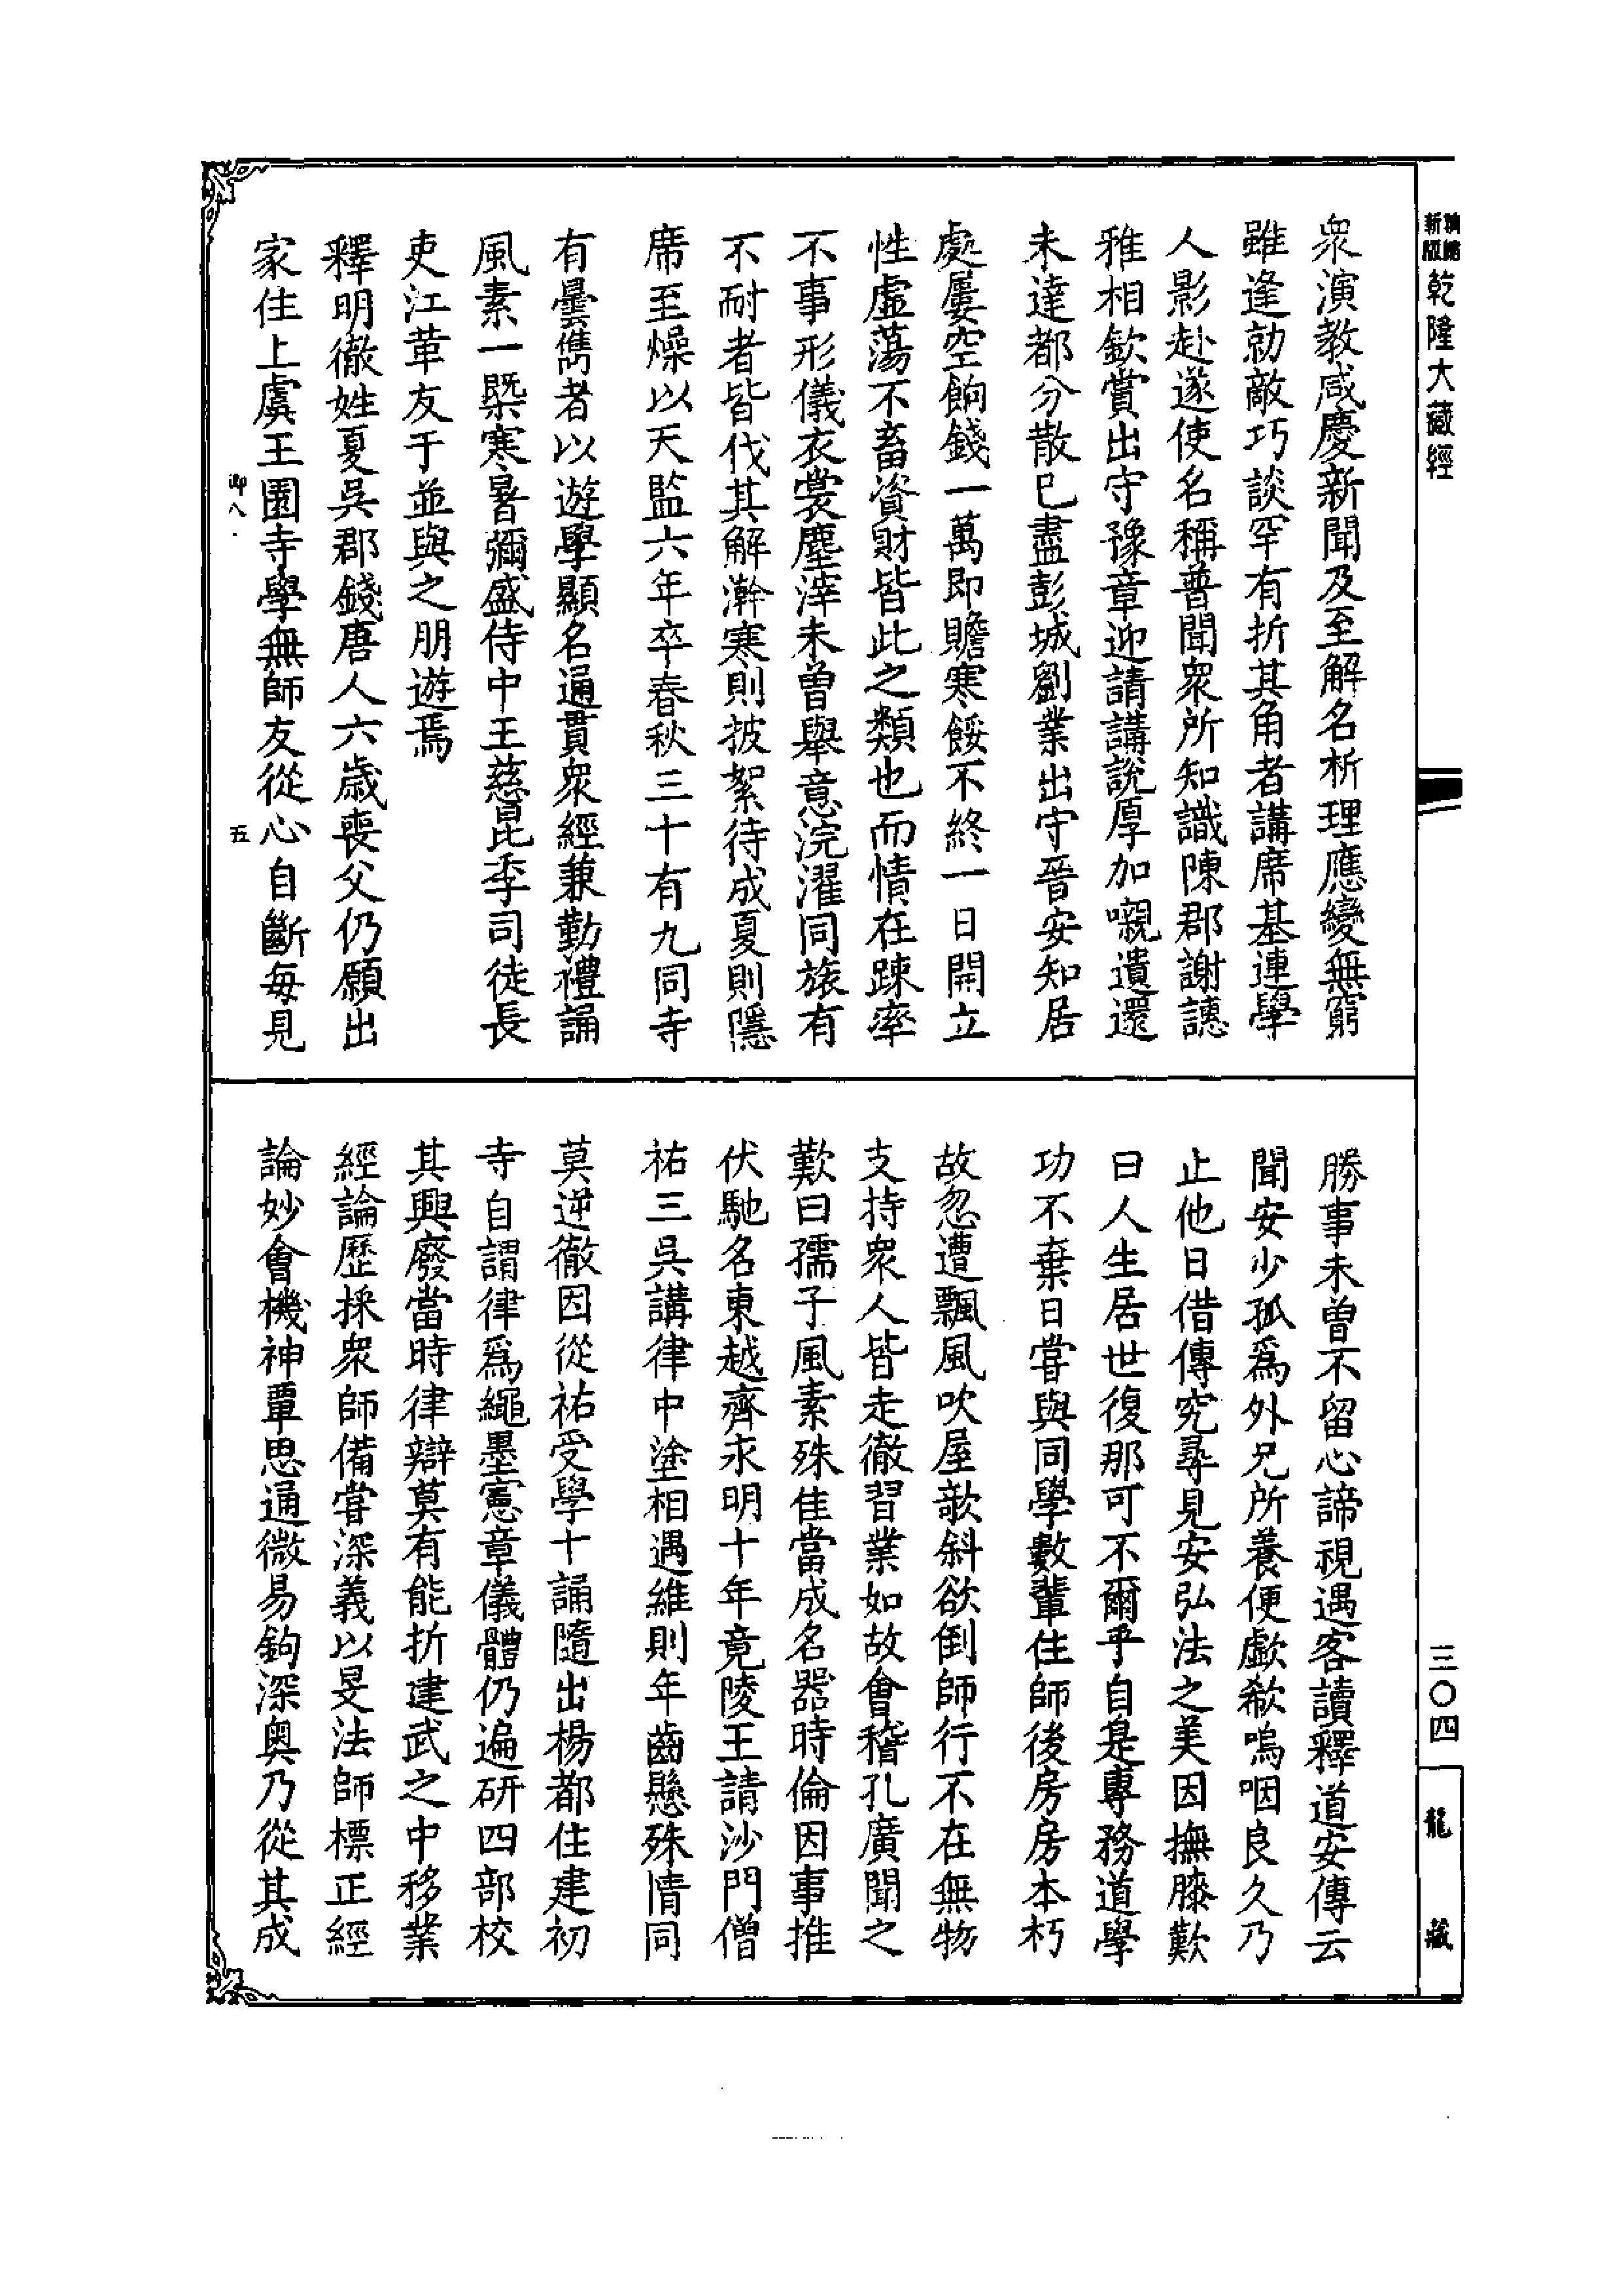 精縮新版乾隆大藏經
眾演教咸慶新聞及至解名析理應變無窮
雖逢勍敵巧談罕有折其角者講席基連學
人影赴遂使名稱普聞眾所知識陳郡謝譓
雅相欽賞出守豫章迎請講說厚加嚫遺還
未達都分散已盡彭城劉業出守晉安知居
處屢空餉錢一萬即贍寒餒不終一日開立
性虛蕩不畜資財皆此之類也而情在踈率
不事形儀衣裳塵滓未曾舉意浣濯同旅有
不耐者皆代其解澣寒則披絮待成夏則隱
席至燥以天監六年卒春秋三十有九同寺
有曇儁者以遊學顯名通貫眾經兼勤禮誦
風素一槩寒暑彌盛侍中王慈昆季司徒長
吏江革友于並與之朋遊焉
釋明徹姓夏吳郡錢唐人六歲喪父仍願出
家住上虞王園寺學無師友從心自斷每見
卿八
五
勝事未曾不留心諦視遇客讀釋道安傳云
聞安少孤為外兄所養便歔欷嗚咽良久乃
止他日借傳究尋見安弘法之美因撫膝歎
曰人生居世復那可不爾乎自是專務道學
功不棄日甞與同學數輩住師後房房本朽
故忽遭飄風吹屋欹斜欲倒師行不在無物
支持眾人皆走徹習業如故會稽孔廣聞之
歎曰孺子風素殊佳當成名器時倫因事推
伏馳名東越齊永明十年竟陵王請沙門僧
祐三吳講律中塗相遇雖則年齒懸殊情同
莫逆徹因從祐受學十誦隨出楊都住建初
寺自謂律為繩墨憲章儀體仍遍研四部校
其興廢當時律辯莫有能折建武之中移業
經論歷採眾師備甞深義以旻法師標正經
論妙會機神覃思通微易鉤深奧乃從其成
三〇四
龍藏